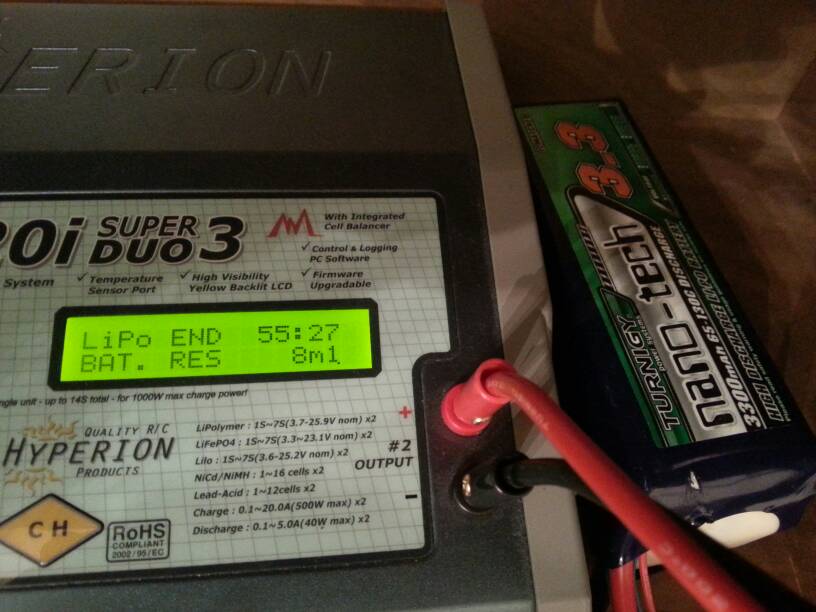 ERION
20i SUPER DUO 3
With Integrated
Cell Balancer
✓ Control & Logging
PC Software
System
✓ Temperature
Sensor Port
✓ High Visibility
Yellow Backlit LCD
✓ Firmware
Upgradable
LiPo END 55:27
BAT. RES 8m
ngle unit - up to 14S total - for 1000W max charge power!
QUALITY R/C
HYPERION
PRODUCTS
CH
RoHS
COMPLIANT
2002/95/EC
LiPolymer : 1S~7S(3.7-25.9V nom) x2
LiFePO4 : 1S~7S(3.3~23.1V nom) x2
LiIo : 1S~7S(3.6-25.2V nom) x2
NiCd/NiMH : 1~16 cells x2
Lead-Acid : 1~12cells x2
Charge : 0.1~20.0A(500W max) x2
Discharge : 0.1~5.0A(40W max) x2
+
#2
OUTPUT
-
3.3
TURNIGY
nano-tech
3300mah 6S 130C DISCHARGE